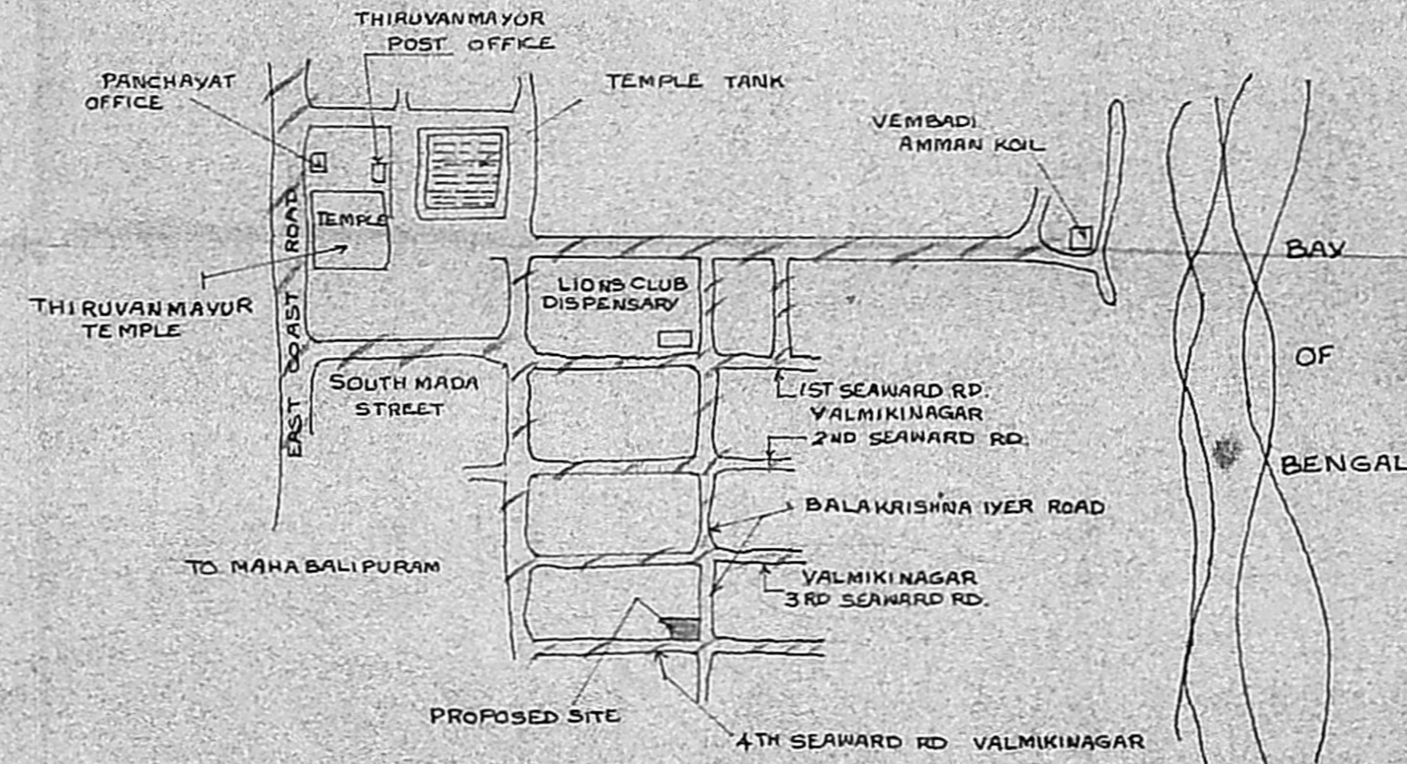 THIRUVANMAYOR
POST OFFICE
PANCHAYAT
OFFICE
TEMPLE TANK
VEMBADI
AMMAN KOIL
TEMPLE
EAST COAST ROAD
THIRUVANMAYUR
TEMPLE
LIONS CLUB
DISPENSARY
BAY
OF
BENGAL
SOUTH MADA
STREET
1ST SEAWARD RD.
VALMIKINAGAR
2ND SEAWARD RD.
BALAKRISHNA IYER ROAD
TO MAHABALIPURAM
VALMIKINAGAR
3RD SEAWARD RD.
PROPOSED SITE
4TH SEAWARD RD VALMIKINAGAR